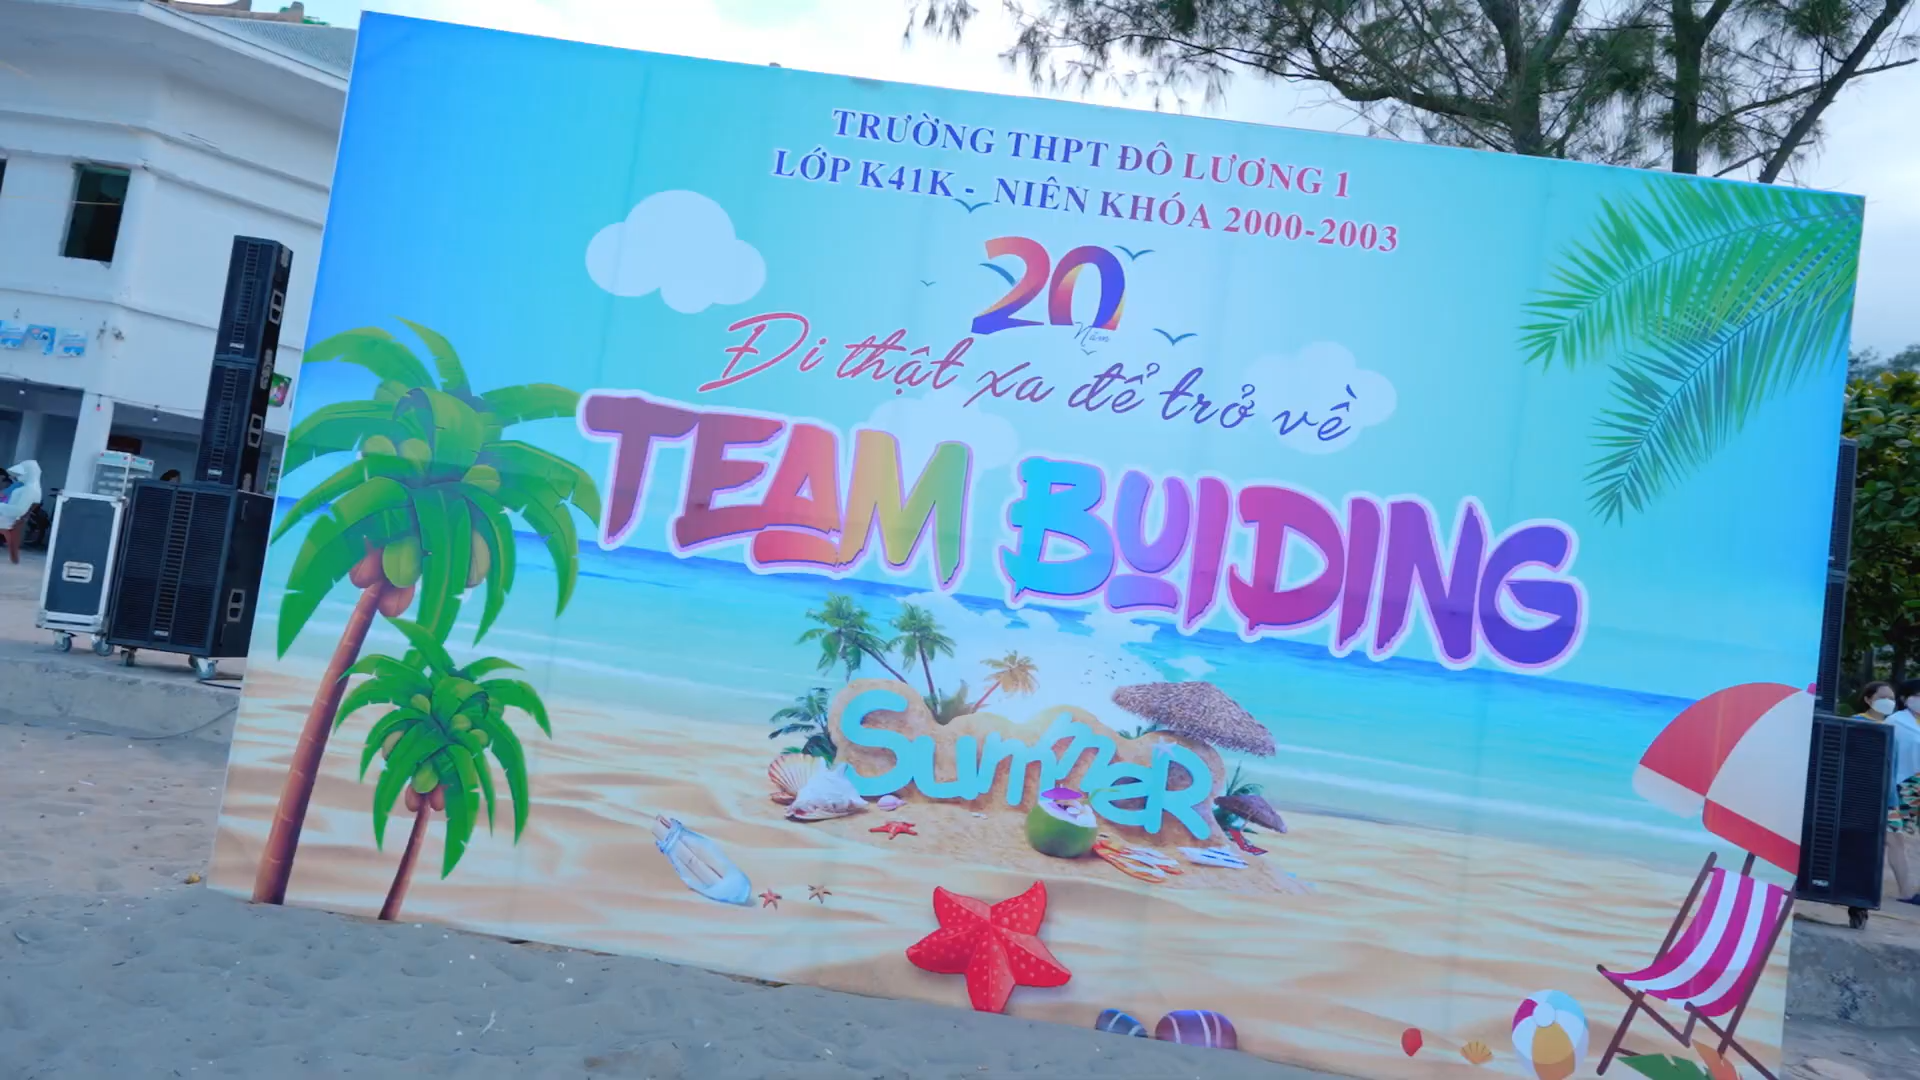 TRƯỜNG THPT ĐÔ LƯƠNG 1
LỚP K41K - NIÊN KHÓA 2000-2003
20
Năm
Đi thật xa để trở về
TEAM BUIDING
SUMMER